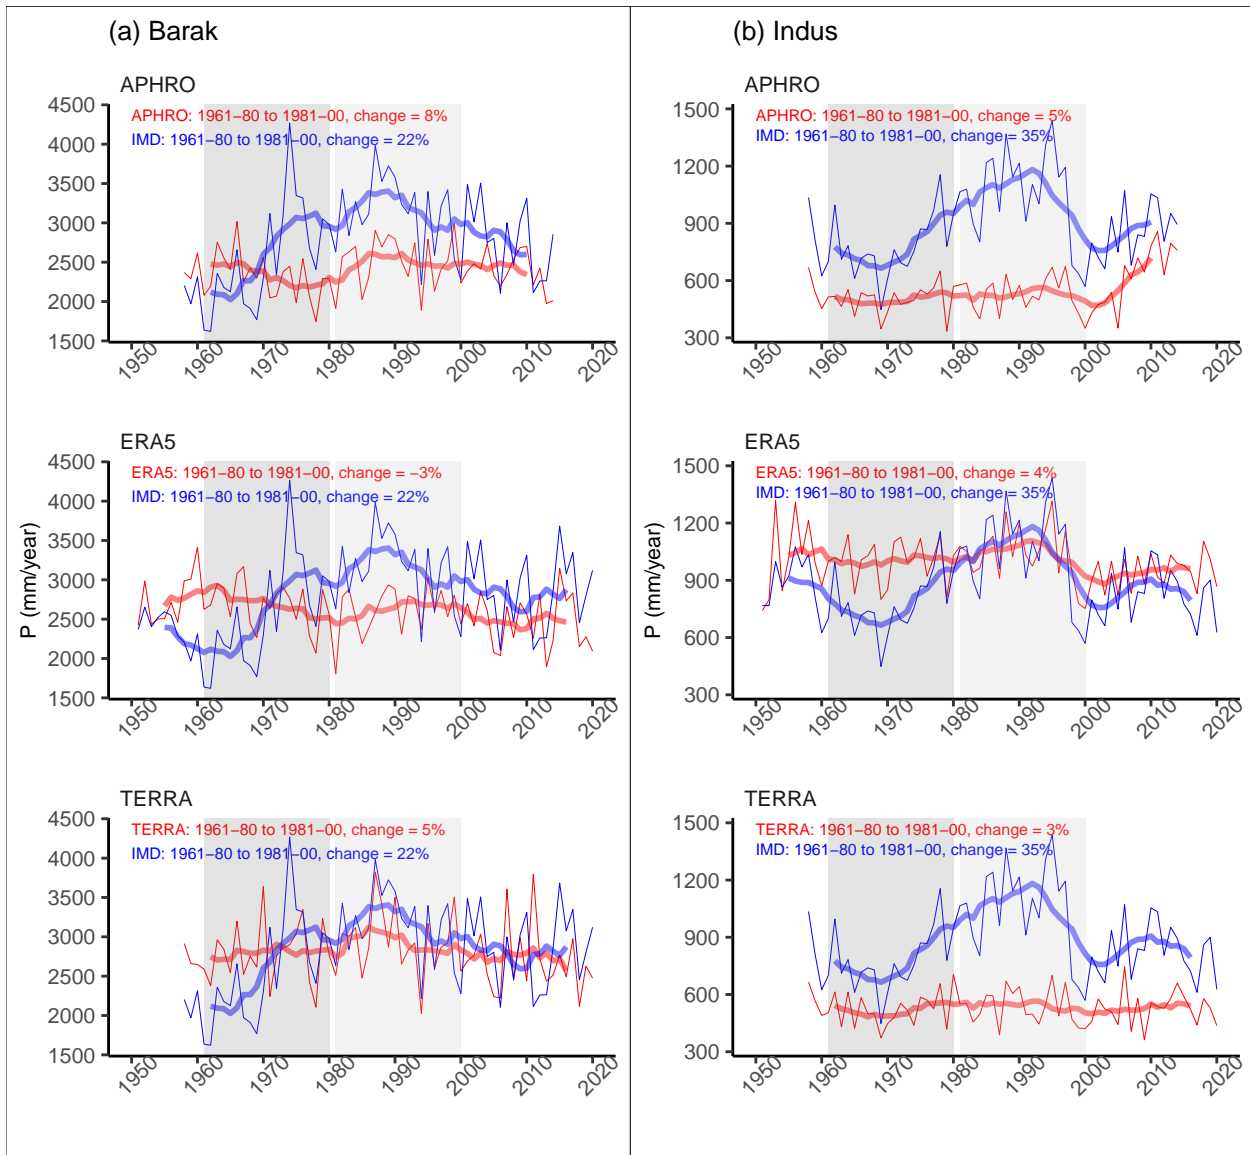 (a) Barak
APHRO
4500
4000
3500
3000
2500
2000
1500
APHRO: 1961−80 to 1981−00, change = 8%
IMD: 1961−80 to 1981−00, change = 22%
1950 1960 1970 1980 1990 2000 2010 2020
ERA5
P (mm/year)
4500
4000
3500
3000
2500
2000
1500
ERA5: 1961−80 to 1981−00, change = −3%
IMD: 1961−80 to 1981−00, change = 22%
1950 1960 1970 1980 1990 2000 2010 2020
TERRA
4500
4000
3500
3000
2500
2000
1500
TERRA: 1961−80 to 1981−00, change = 5%
IMD: 1961−80 to 1981−00, change = 22%
1950 1960 1970 1980 1990 2000 2010 2020
(b) Indus
APHRO
1500
1200
900
600
300
APHRO: 1961−80 to 1981−00, change = 5%
IMD: 1961−80 to 1981−00, change = 35%
1950 1960 1970 1980 1990 2000 2010 2020
ERA5
P (mm/year)
1500
1200
900
600
300
ERA5: 1961−80 to 1981−00, change = 4%
IMD: 1961−80 to 1981−00, change = 35%
1950 1960 1970 1980 1990 2000 2010 2020
TERRA
1500
1200
900
600
300
TERRA: 1961−80 to 1981−00, change = 3%
IMD: 1961−80 to 1981−00, change = 35%
1950 1960 1970 1980 1990 2000 2010 2020